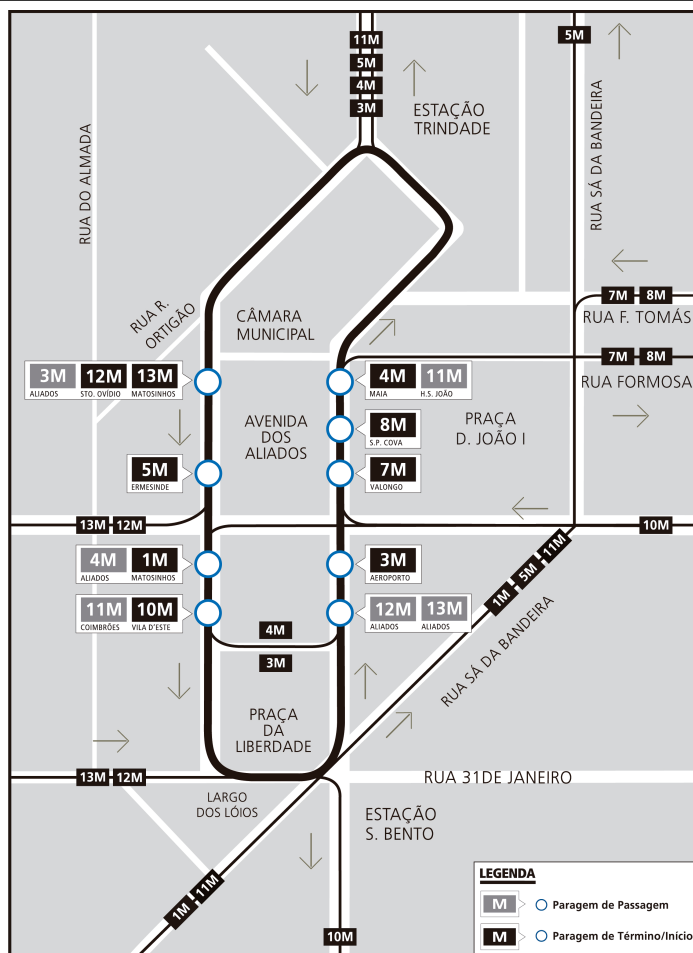 11M
5M
4M
3M
5M
ESTAÇÃO
TRINDADE
RUA DO ALMADA
RUA SÁ DA BANDEIRA
7M 8M
RUA F. TOMÁS
RUA R.
ORTIGÃO
CÂMARA
MUNICIPAL
7M 8M
RUA FORMOSA
3M 12M 13M
ALIADOS STO. OVÍDIO MATOSINHOS
4M 11M
MAIA H.S. JOÃO
AVENIDA
DOS
ALIADOS
8M
S.P. COVA
PRAÇA
D. JOÃO I
5M
ERMESINDE
7M
VALONGO
13M 12M
10M
4M 1M
ALIADOS MATOSINHOS
3M
AEROPORTO
1M 5M 11M
11M 10M
COIMBRÕES VILA D'ESTE
12M 13M
ALIADOS ALIADOS
4M
3M
RUA SÁ DA BANDEIRA
PRAÇA
DA
LIBERDADE
13M 12M
RUA 31DE JANEIRO
LARGO
DOS LÓIOS
ESTAÇÃO
S. BENTO
1M 11M
10M
LEGENDA
M Paragem de Passagem
M Paragem de Término/Início